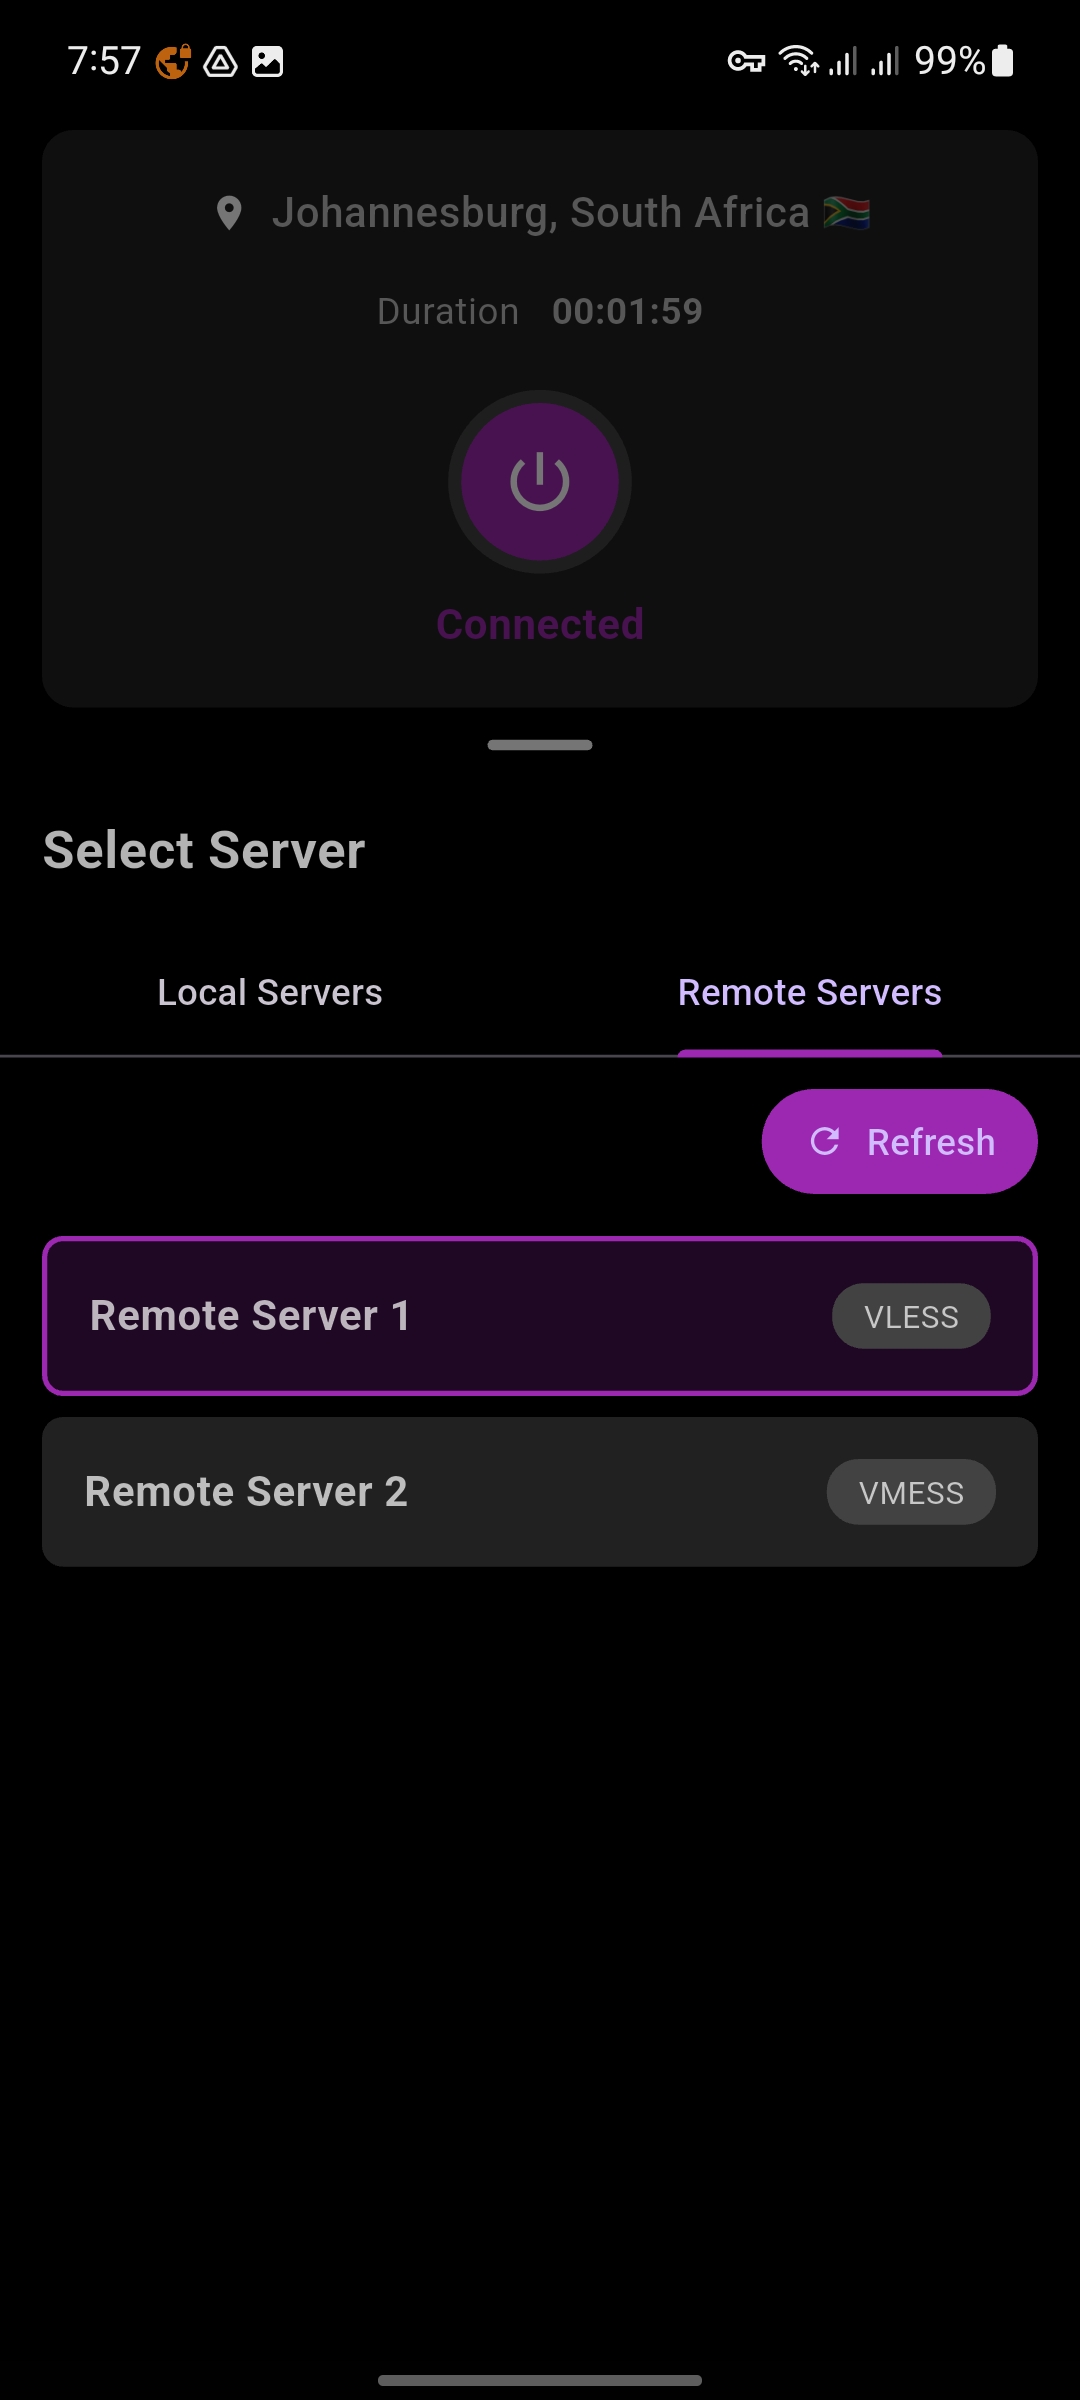 7:57 99%
Johannesburg, South Africa 🇿🇦
Duration 00:01:59
Connected
Select Server
Local Servers Remote Servers
Refresh
Remote Server 1 VLESS
Remote Server 2 VMESS